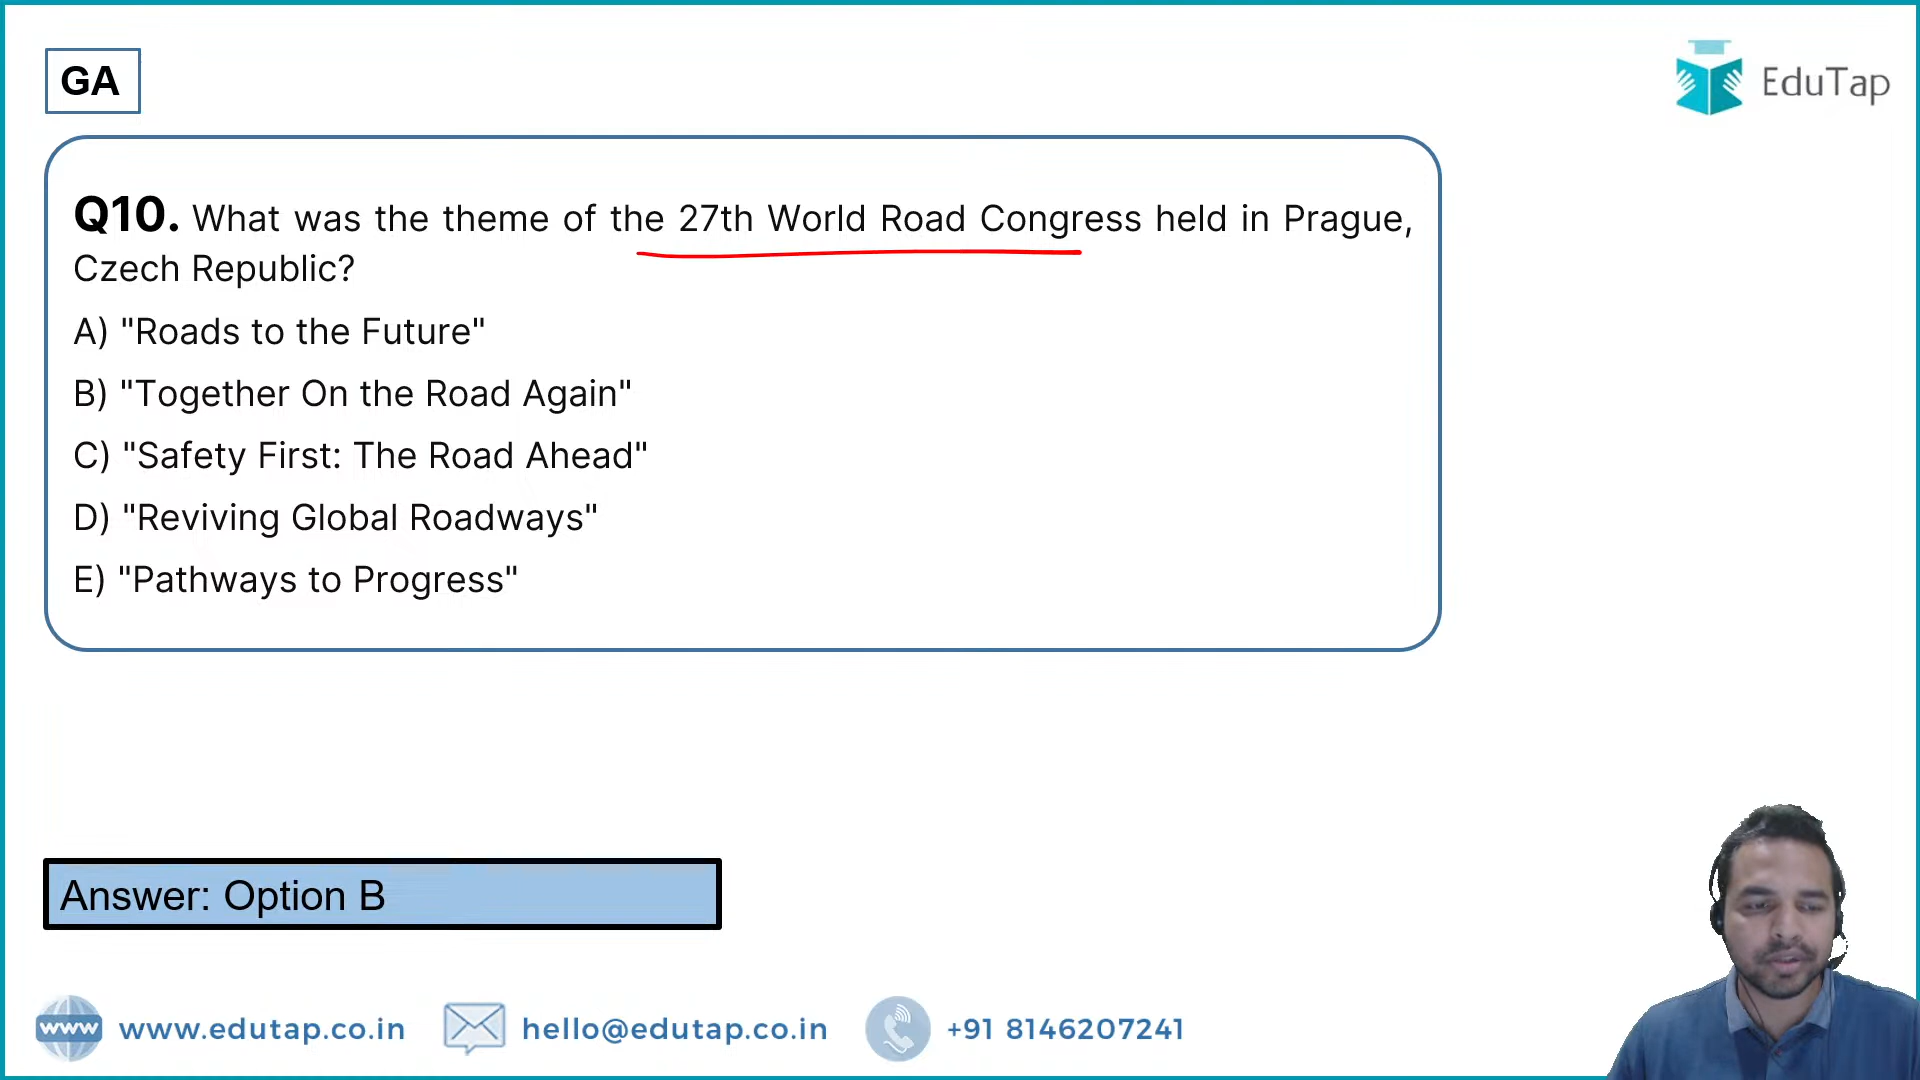 GA
EduTap
Q10. What was the theme of the 27th World Road Congress held in Prague,
Czech Republic?
A) "Roads to the Future"
B) "Together On the Road Again"
C) "Safety First: The Road Ahead"
D) "Reviving Global Roadways"
E) "Pathways to Progress"
Answer: Option B
www www.edutap.co.in hello@edutap.co.in +91 8146207241